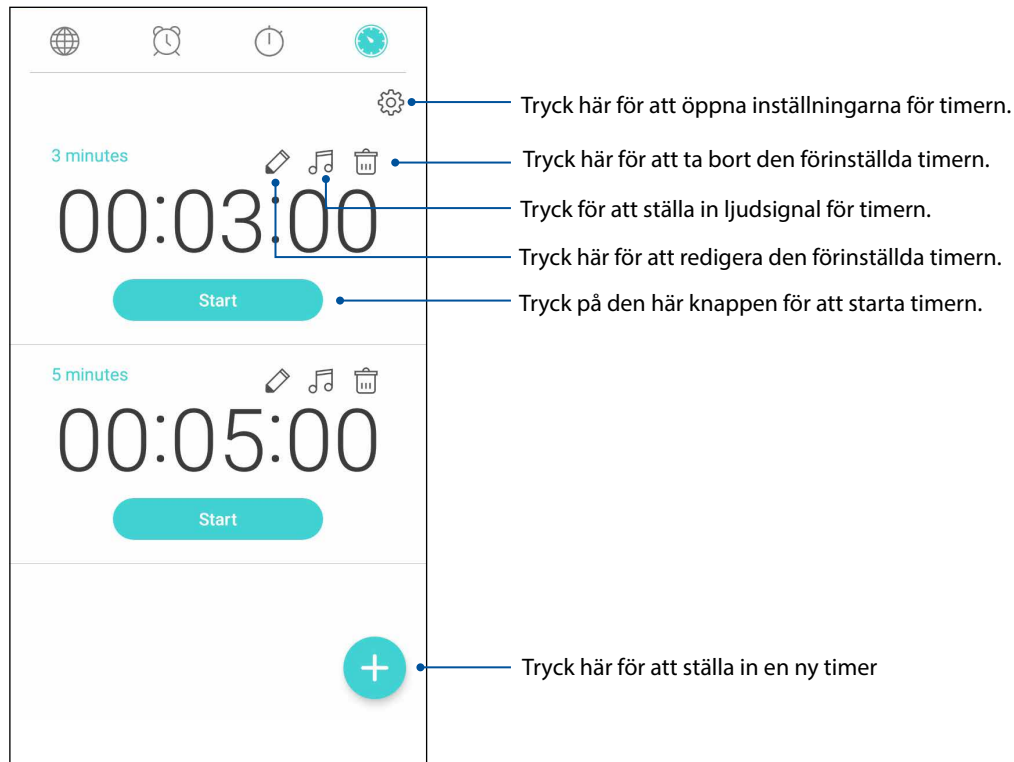 Tryck här för att öppna inställningarna för timern.
3 minutes
Tryck här för att ta bort den förinställda timern.
00:03:00
Tryck för att ställa in ljudsignal för timern.
Tryck här för att redigera den förinställda timern.
Start
Tryck på den här knappen för att starta timern.
5 minutes
00:05:00
Start
Tryck här för att ställa in en ny timer